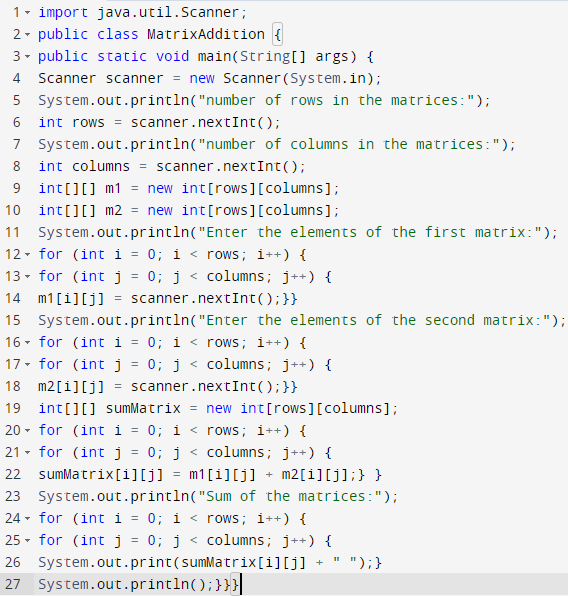 1 import java.util.Scanner;
2 public class MatrixAddition {
3 public static void main(String[] args) {
4 Scanner scanner = new Scanner(System.in);
5 System.out.println("number of rows in the matrices:");
6 int rows = scanner.nextInt();
7 System.out.println("number of columns in the matrices:");
8 int columns = scanner.nextInt();
9 int[][] m1 = new int[rows][columns];
10 int[][] m2 = new int[rows][columns];
11 System.out.println("Enter the elements of the first matrix:");
12 for (int i = 0; i < rows; i++) {
13 for (int j = 0; j < columns; j++) {
14 m1[i][j] = scanner.nextInt();}}
15 System.out.println("Enter the elements of the second matrix:");
16 for (int i = 0; i < rows; i++) {
17 for (int j = 0; j < columns; j++) {
18 m2[i][j] = scanner.nextInt();}}
19 int[][] sumMatrix = new int[rows][columns];
20 for (int i = 0; i < rows; i++) {
21 for (int j = 0; j < columns; j++) {
22 sumMatrix[i][j] = m1[i][j] + m2[i][j];} }
23 System.out.println("Sum of the matrices:");
24 for (int i = 0; i < rows; i++) {
25 for (int j = 0; j < columns; j++) {
26 System.out.print(sumMatrix[i][j] + " ");}
27 System.out.println();}}}